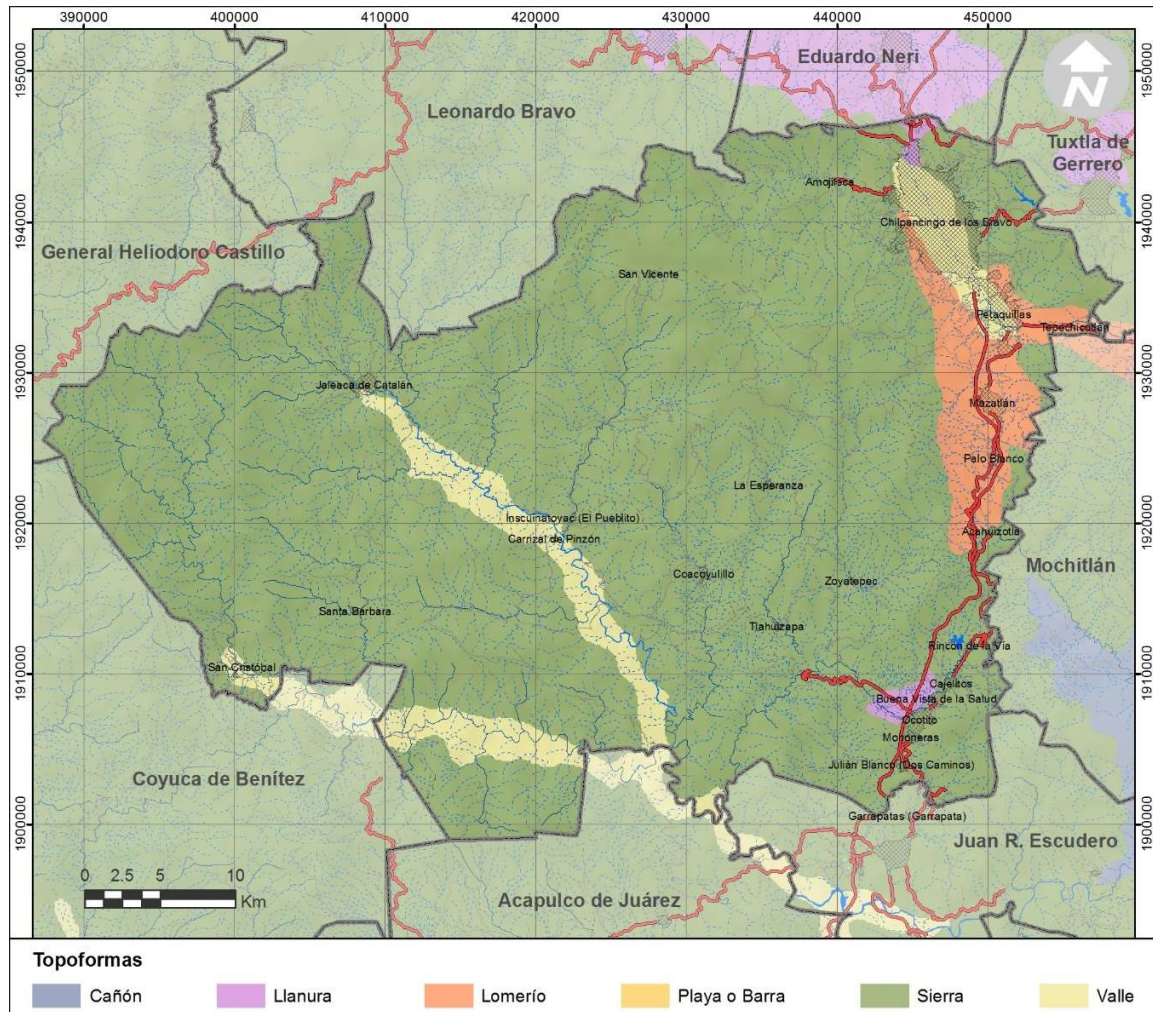 390000 400000 410000 420000 430000 440000 450000
Eduardo Neri
1950000 1950000
N
Leonardo Bravo
Tuxtla de
Gerrero
Amojileca
1940000 1940000
Chilpancingo de los Bravo
General Heliodoro Castillo
San Vicente
Petaquillas
Tepechicotlán
1930000 1930000
Jaleaca de Catalán
Mazatlán
Palo Blanco
La Esperanza
Inscuinatoyac (El Pueblito)
1920000 1920000
Carrizal de Pinzón
Acahuizotla
Mochitlán
Coacoyulillo
Zoyatepec
Santa Bárbara
Tlahuizapa
Rincón de la Vía
San Cristóbal
1910000 1910000
Cajelitos
Buena Vista de la Salud
Ocotito
Mohoneras
Coyuca de Benítez
Julián Blanco (Dos Caminos)
1900000 1900000
Garrapatas (Garrapata)
Juan R. Escudero
0 2.5 5 10
Km
Acapulco de Juárez
Topoformas
Cañón Llanura Lomerío Playa o Barra Sierra Valle